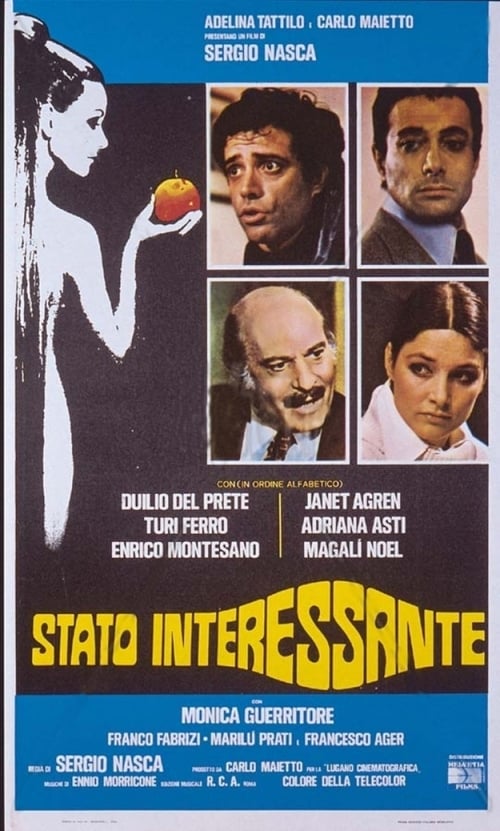 ADELINA TATTILO E CARLO MAIETTO
PRESENTANO UN FILM DI
SERGIO NASCA
CON (IN ORDINE ALFABETICO)
DUILIO DEL PRETE
TURI FERRO
ENRICO MONTESANO
JANET AGREN
ADRIANA ASTI
MAGALÍ NOEL
STATO INTERESSANTE
CON
MONICA GUERRITORE
FRANCO FABRIZI • MARILÙ PRATI E FRANCESCO AGER
REGIA DI SERGIO NASCA PRODOTTO DA CARLO MAIETTO PER LA "LUGANO CINEMATOGRAFICA"
MUSICHE DI ENNIO MORRICONE EDIZIONI MUSICALI R.C.A. ROMA COLORE DELLA TELECOLOR
DISTRIBUZIONE
HELVETIA
FILMS